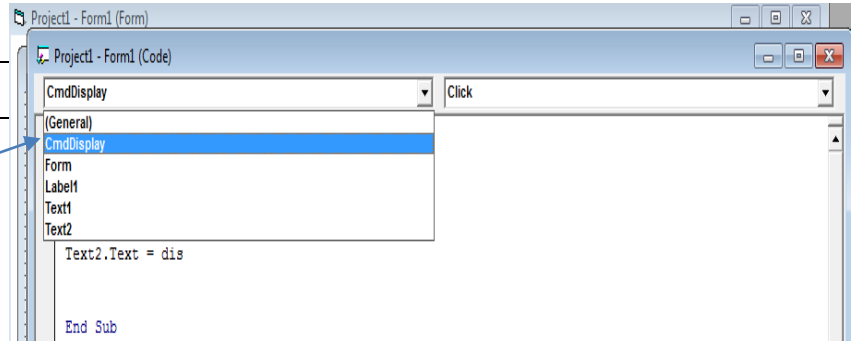 Project1 - Form1 (Form)
Project1 - Form1 (Code)
CmdDisplay Click
(General)
CmdDisplay
Form
Label1
Text1
Text2
Text2.Text = dis
End Sub